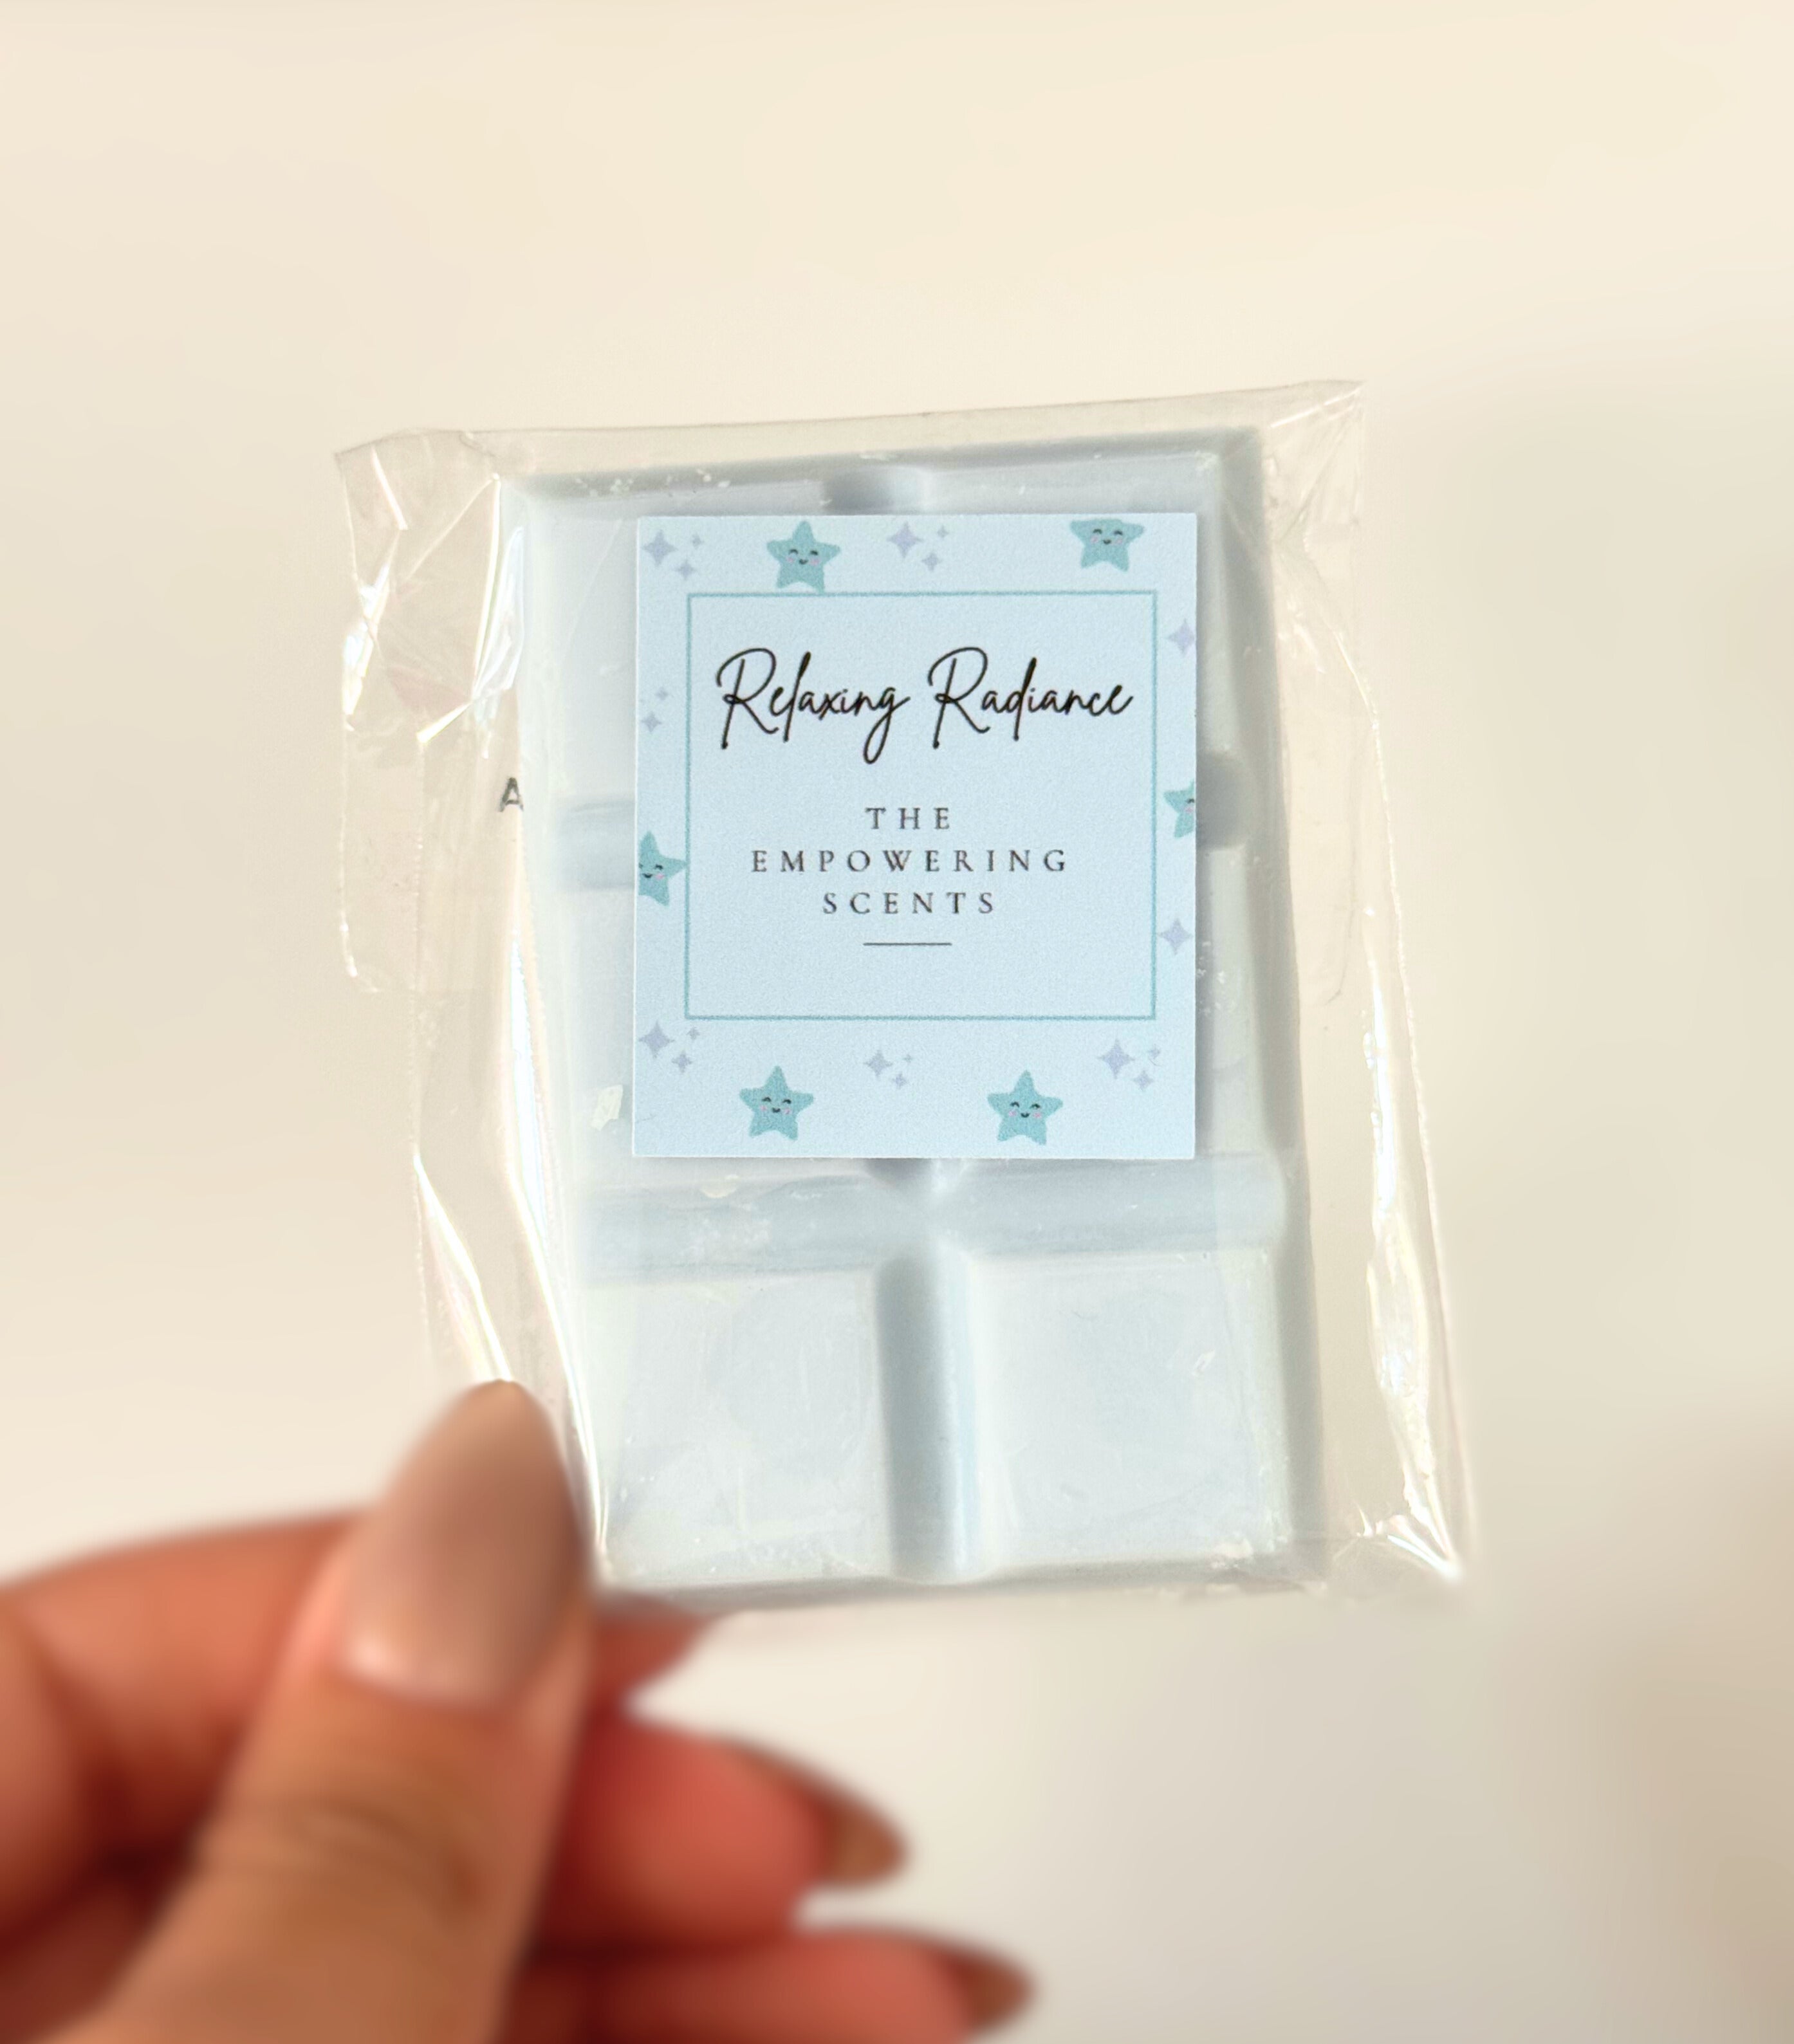 Relaxing Radiance
THE
EMPOWERING
SCENTS
A